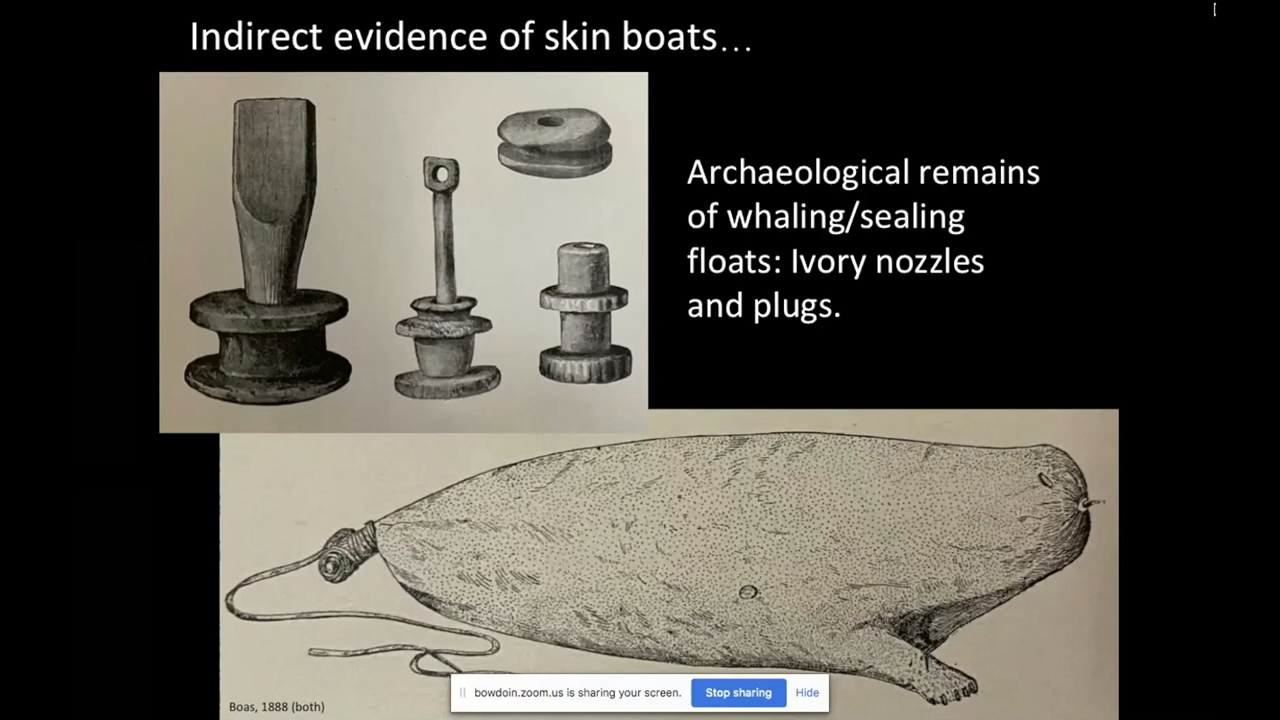 Indirect evidence of skin boats...
Archaeological remains
of whaling/sealing
floats: Ivory nozzles
and plugs.
bowdoin.zoom.us is sharing your screen. Stop sharing Hide
Boas, 1888 (both)